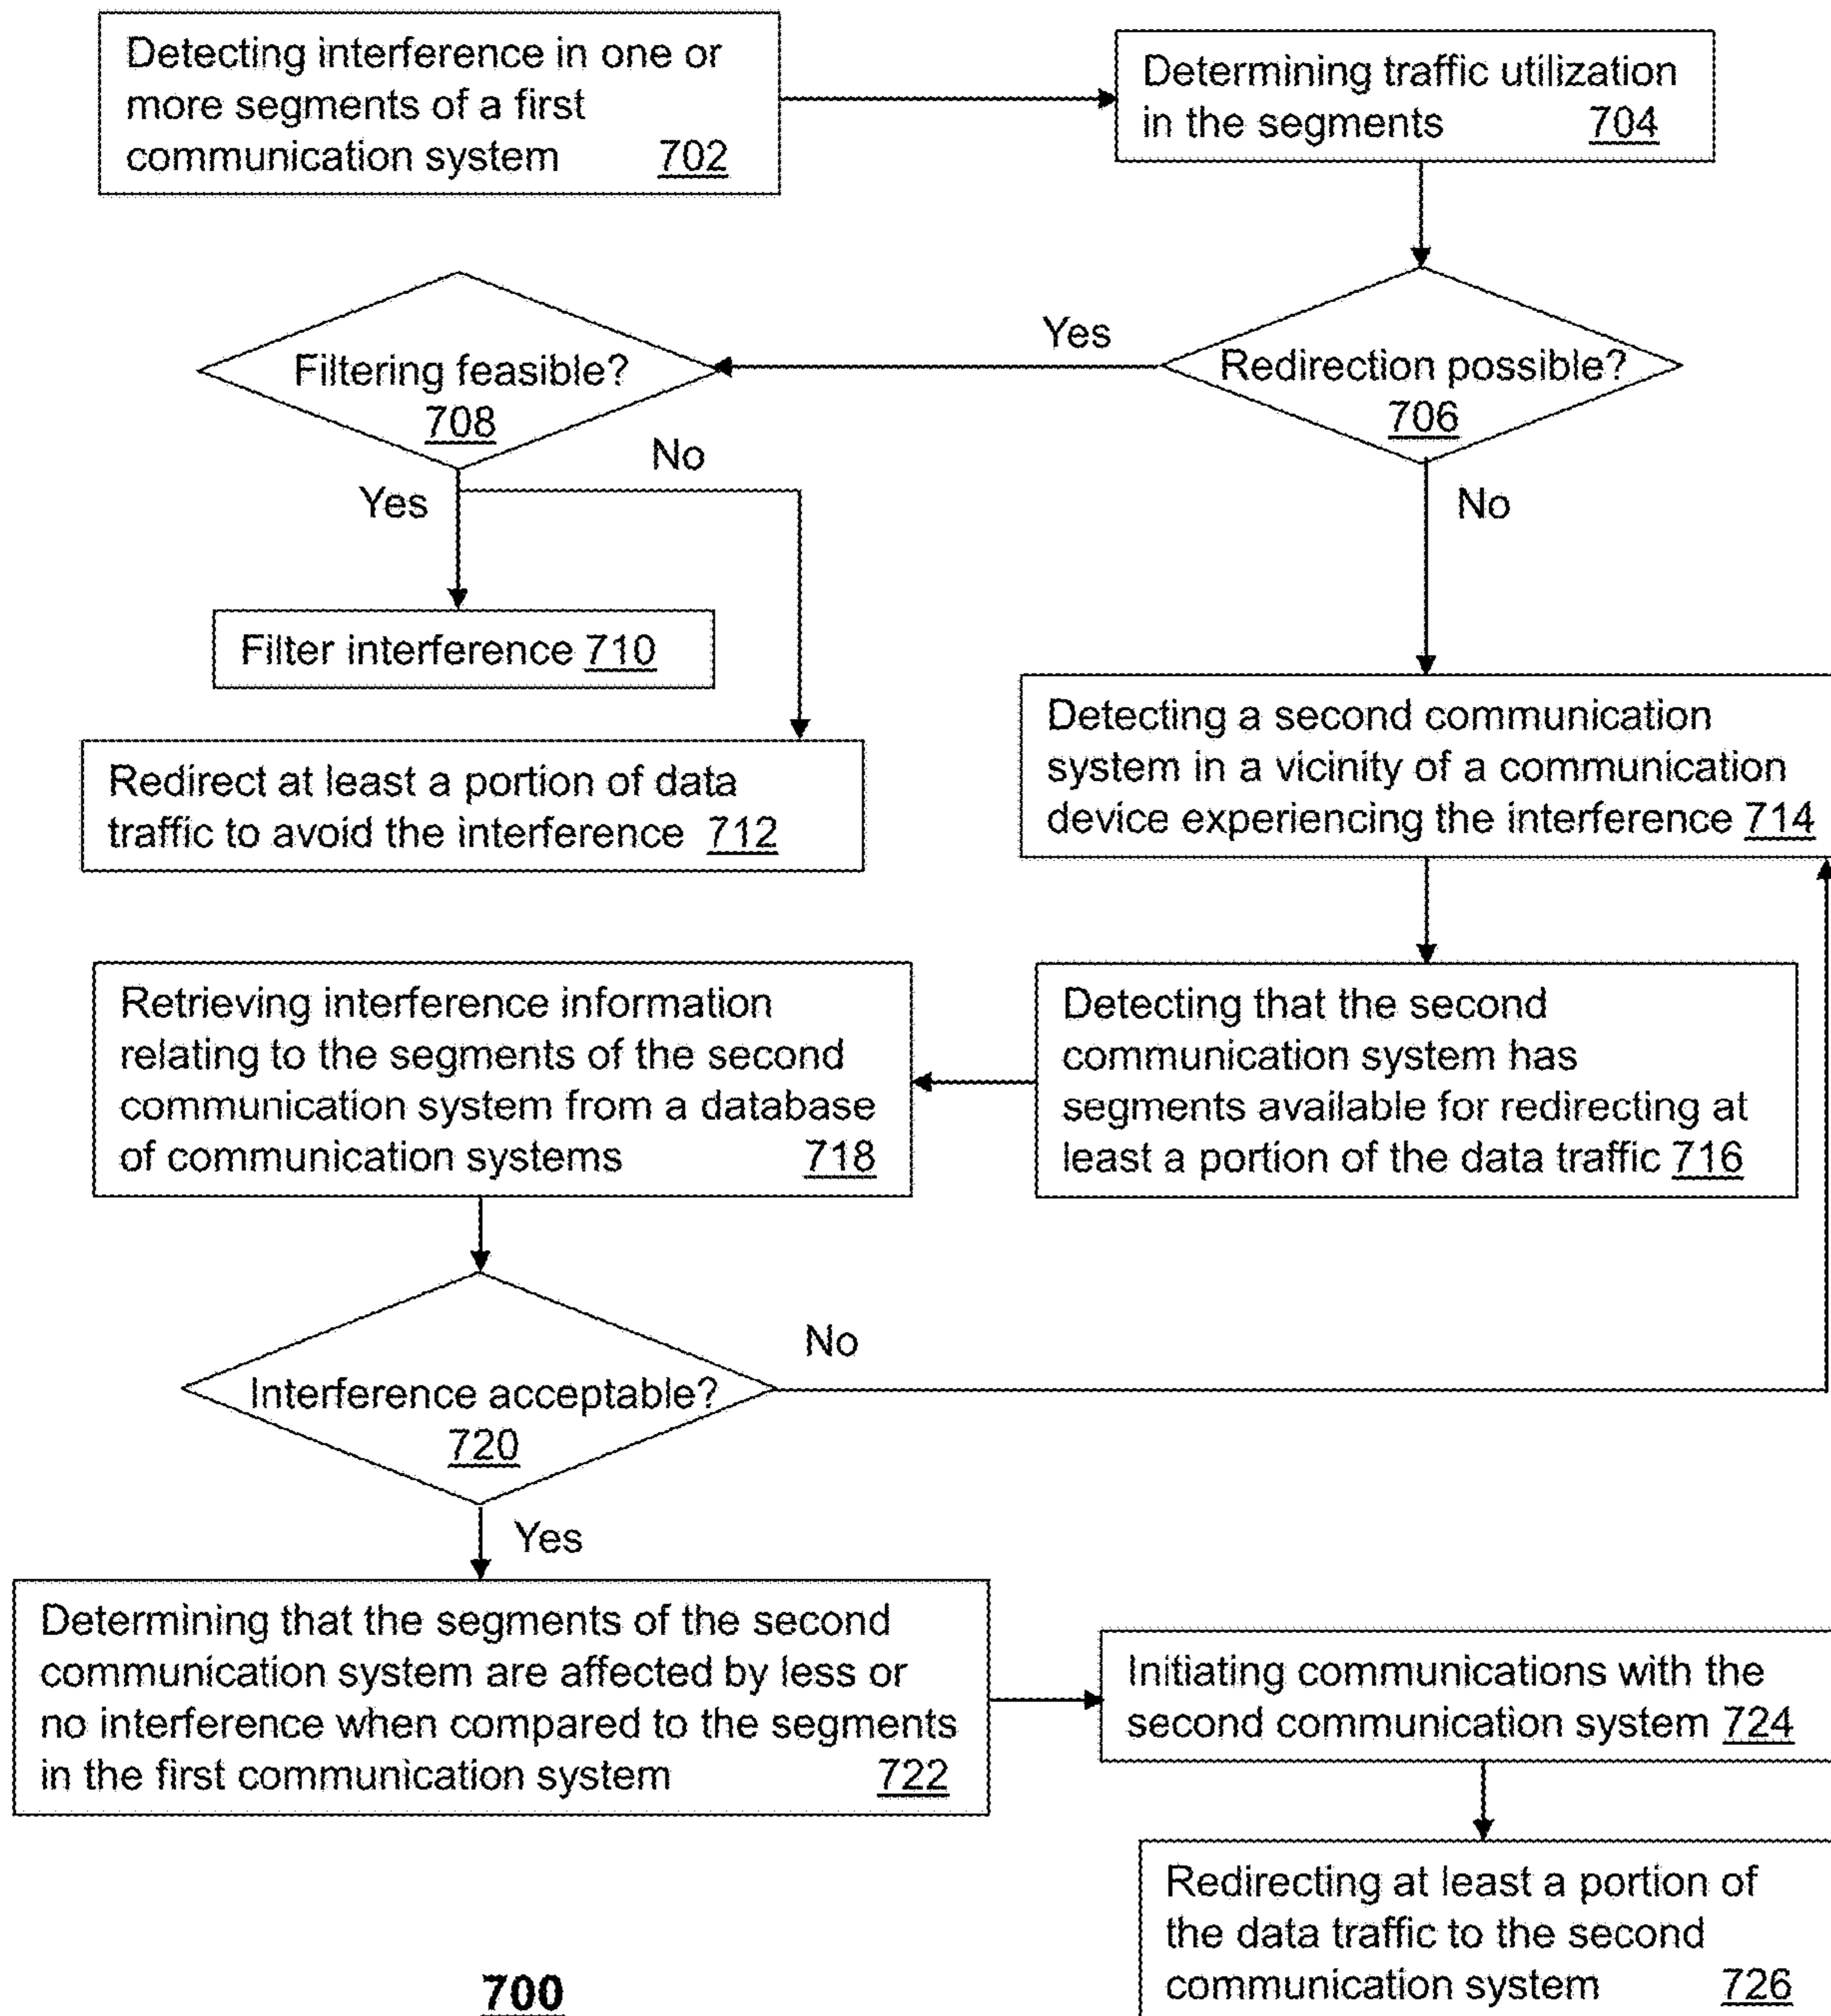 Detecting interference in one or
more segments of a first
communication system 702
Determining traffic utilization
in the segments 704
Redirection possible?
706
Yes
No
Filtering feasible?
708
Yes
No
Filter interference 710
Redirect at least a portion of data
traffic to avoid the interference 712
Detecting a second communication
system in a vicinity of a communication
device experiencing the interference 714
Detecting that the second
communication system has
segments available for redirecting at
least a portion of the data traffic 716
Retrieving interference information
relating to the segments of the second
communication system from a database
of communication systems 718
Interference acceptable?
720
No
Yes
Determining that the segments of the second
communication system are affected by less or
no interference when compared to the segments
in the first communication system 722
Initiating communications with the
second communication system 724
Redirecting at least a portion of
the data traffic to the second
communication system 726
700